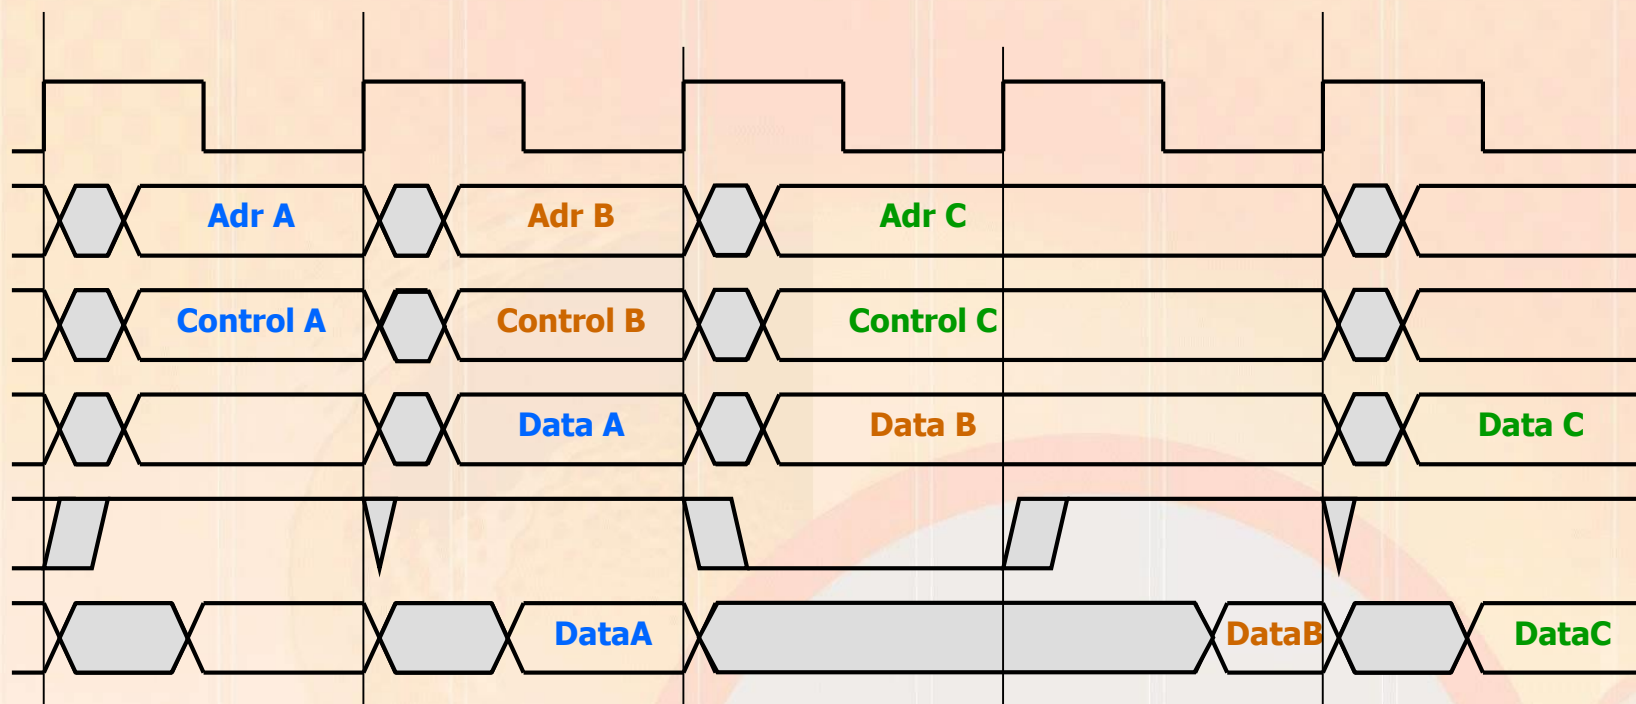 Adr A Adr B Adr C
Control A Control B Control C
Data A Data B Data C
DataA DataB DataC